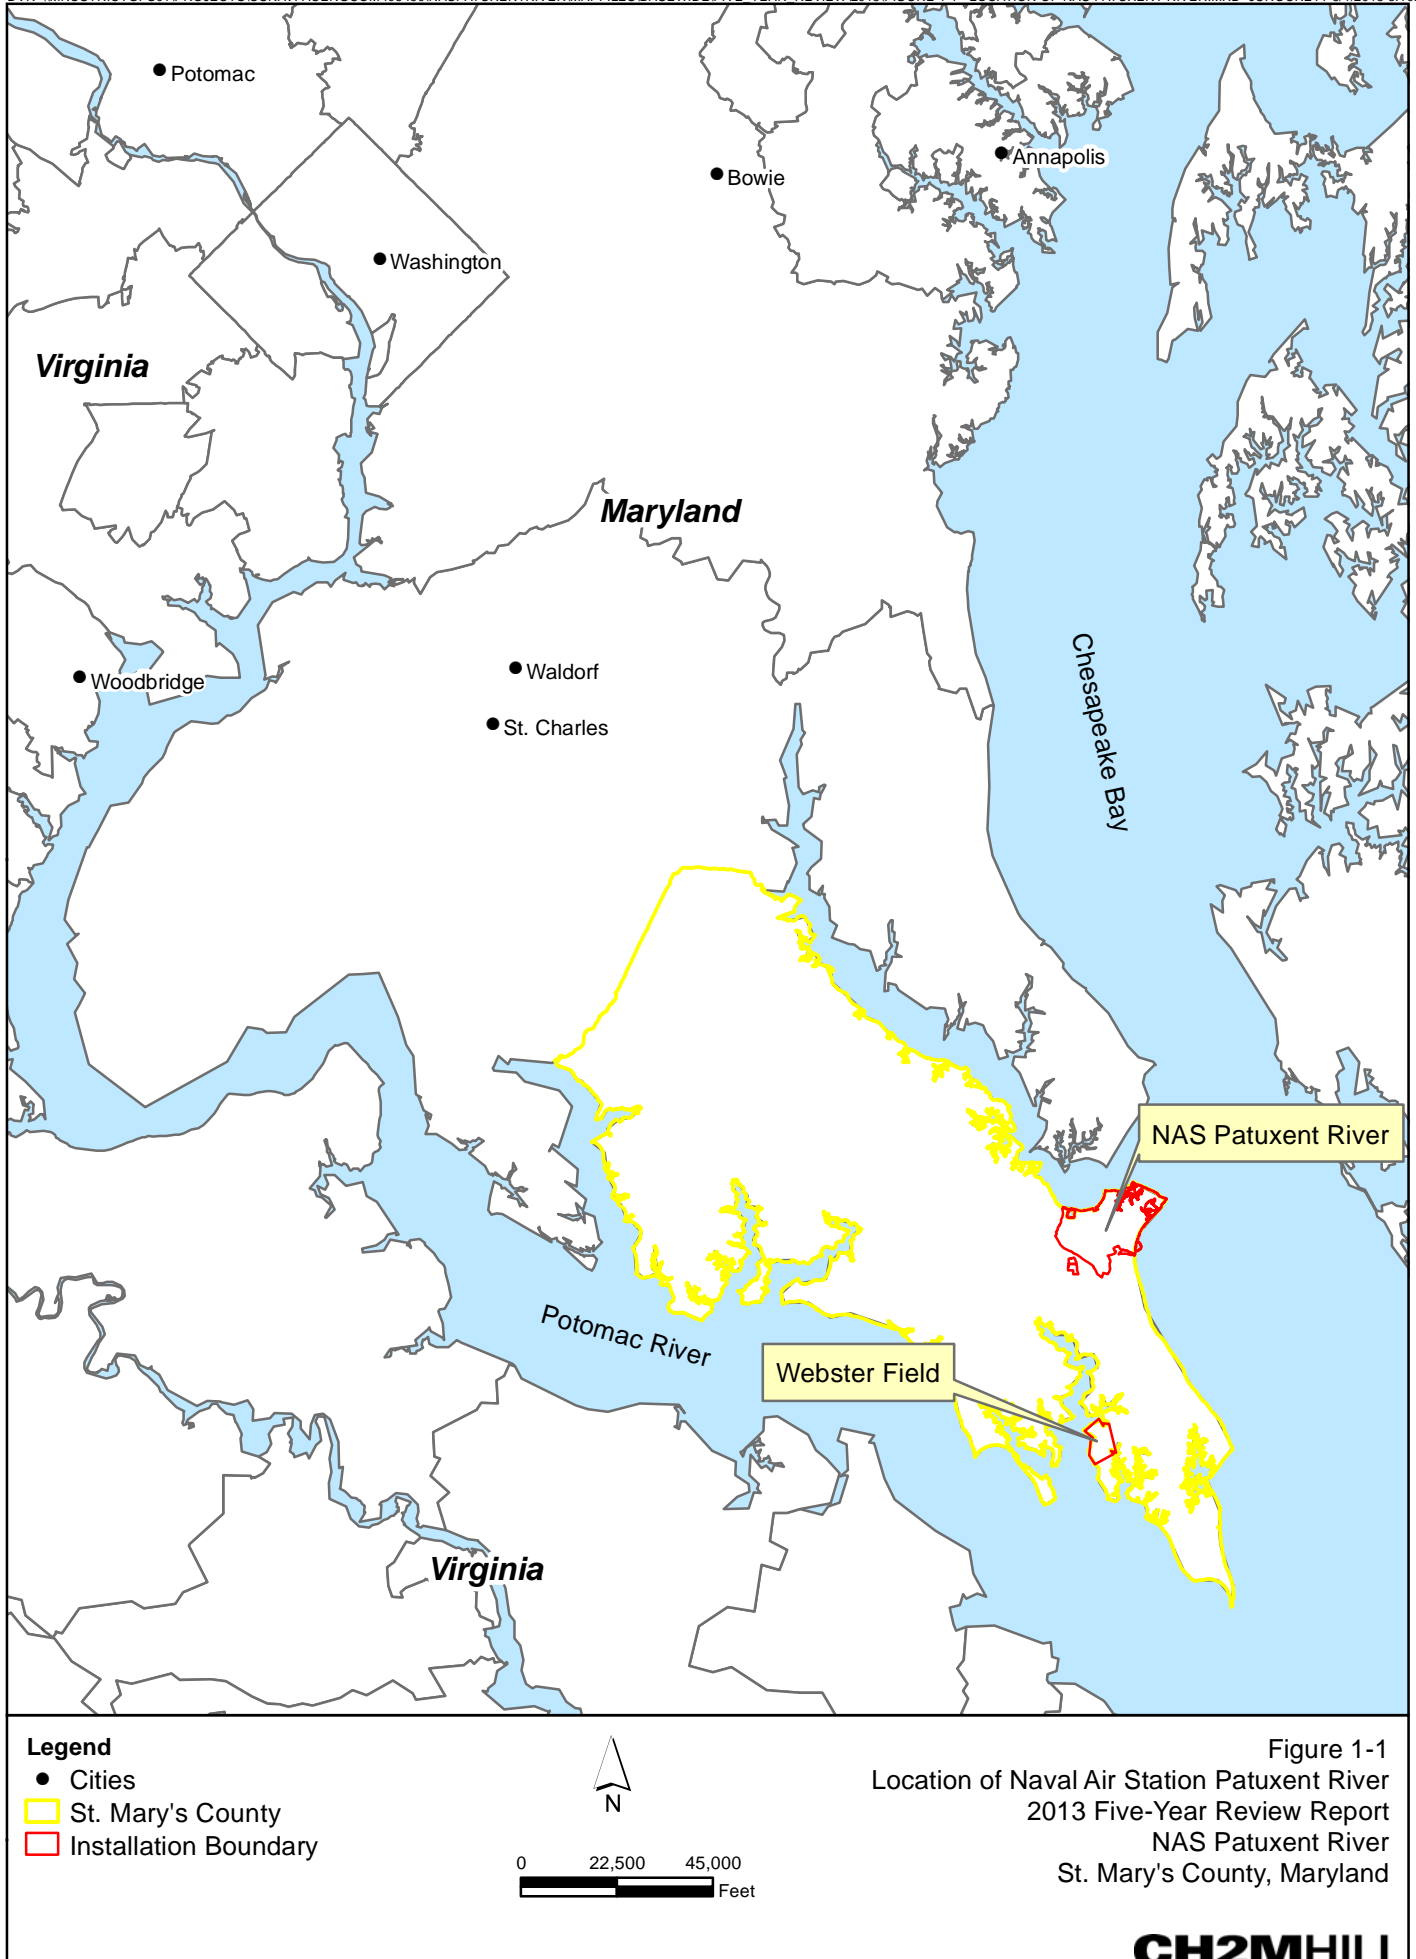 Potomac
Annapolis
Bowie
Washington
Virginia
Maryland
Chesapeake Bay
Waldorf
Woodbridge
St. Charles
NAS Patuxent River
Potomac River
Webster Field
Virginia
Legend
Cities
St. Mary's County
Installation Boundary
N
0 22,500 45,000
Feet
Figure 1-1
Location of Naval Air Station Patuxent River
2013 Five-Year Review Report
NAS Patuxent River
St. Mary's County, Maryland
CH2MHILL